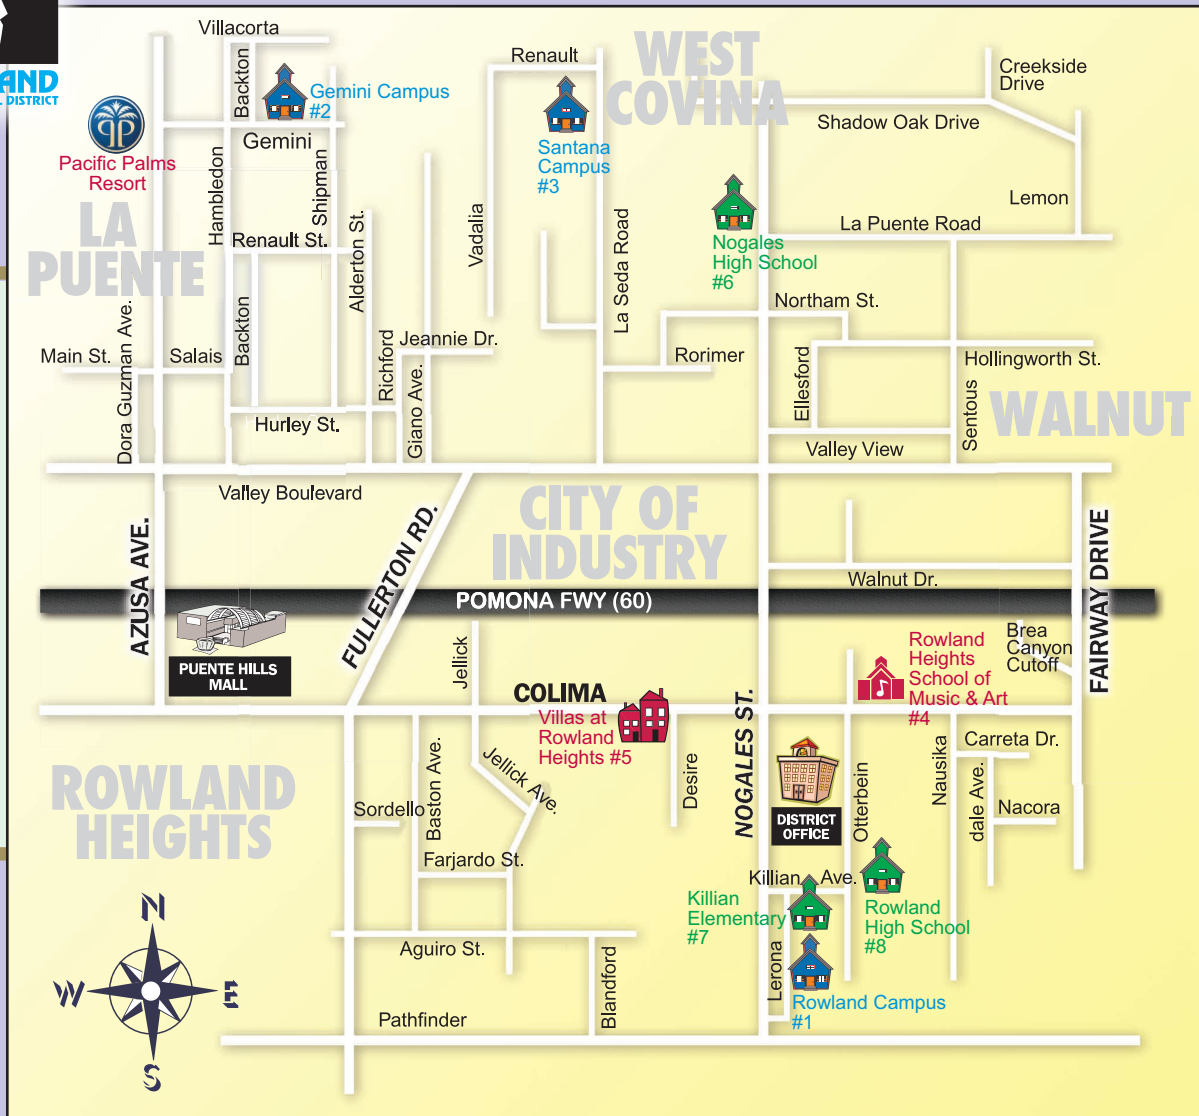 AND
L DISTRICT
Villacorta
Backton
Gemini Campus
#2
Gemini
Pacific Palms
Resort
Hambledon
Shipman
LA
PUENTE
Renault St.
Alderton St.
Backton
Dora Guzman Ave.
Main St.
Salais
Hurley St.
Richford
Jeannie Dr.
Giano Ave.
Vadalia
Renault
Santana
Campus
#3
La Seda Road
WEST
COVINA
Creekside
Drive
Shadow Oak Drive
Lemon
La Puente Road
Nogales
High School
#6
Northam St.
Rorimer
Ellesford
Hollingworth St.
Sentous
WALNUT
Valley View
Valley Boulevard
CITY OF
INDUSTRY
AZUSA AVE.
FULLERTON RD.
Walnut Dr.
FAIRWAY DRIVE
POMONA FWY (60)
PUENTE HILLS
MALL
Jellick
COLIMA
Villas at
Rowland
Heights #5
NOGALES ST.
Rowland
Heights
School of
Music & Art
#4
Brea
Canyon
Cutoff
ROWLAND
HEIGHTS
Sordello
Baston Ave.
Jellick Ave.
Desire
DISTRICT
OFFICE
Otterbein
Nausika
Carreta Dr.
dale Ave.
Nacora
Farjardo St.
Killian Ave.
Killian
Elementary
#7
Rowland
High School
#8
Aguiro St.
Blandford
Lerona
Rowland Campus
#1
Pathfinder
N
W
E
S